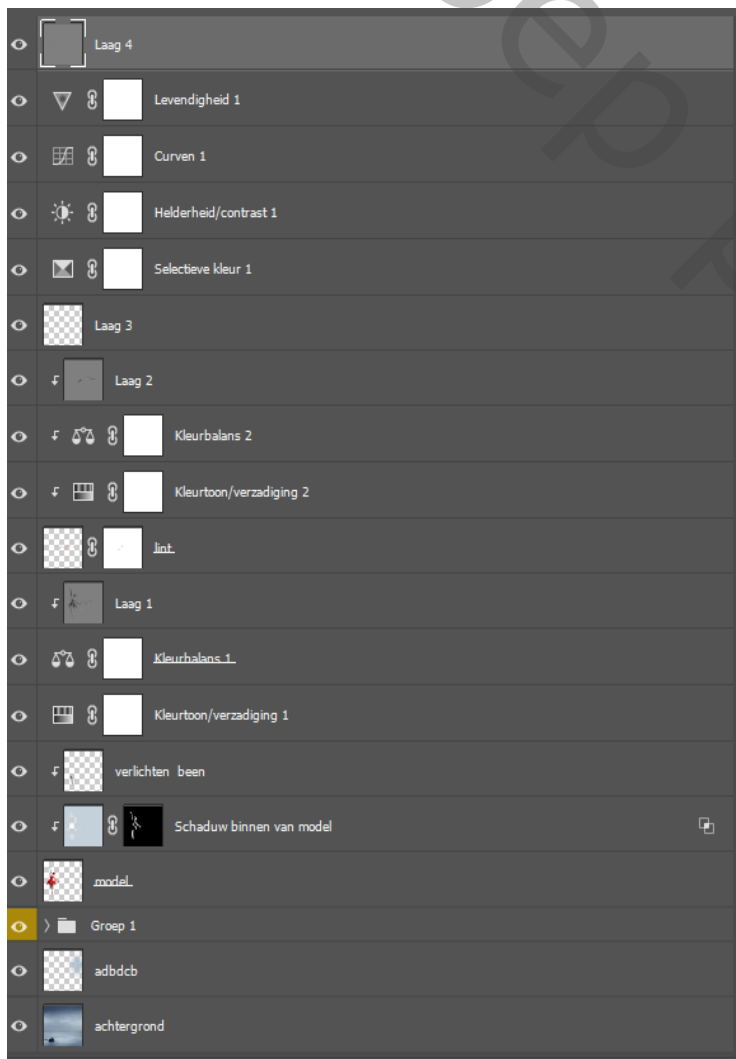 Laag 4
Levendigheid 1
Curven 1
Helderheid/contrast 1
Selectieve kleur 1
Laag 3
Laag 2
Kleurbalans 2
Kleurtoon/verzadiging 2
lint
Laag 1
Kleurbalans 1
Kleurtoon/verzadiging 1
verlichten been
Schaduw binnen van model
model
Groep 1
adbdcb
achtergrond